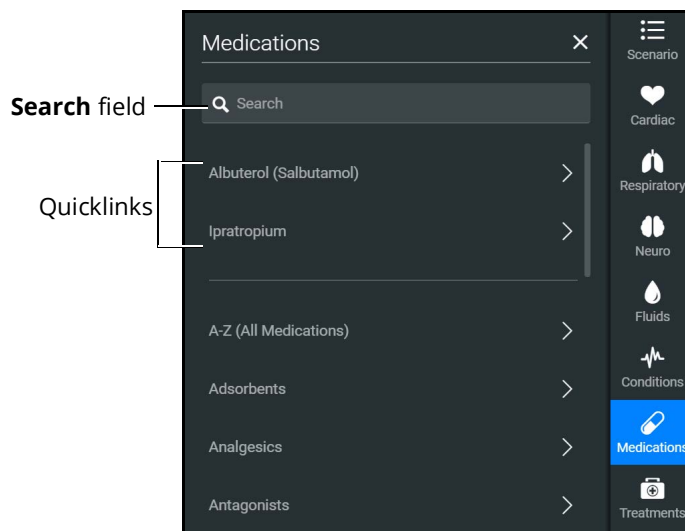 Medications
Search field
Search
Albuterol (Salbutamol)
Quicklinks
Ipratropium
A-Z (All Medications)
Adsorbents
Analgesics
Antagonists
Scenario
Cardiac
Respiratory
Neuro
Fluids
Conditions
Medications
Treatments